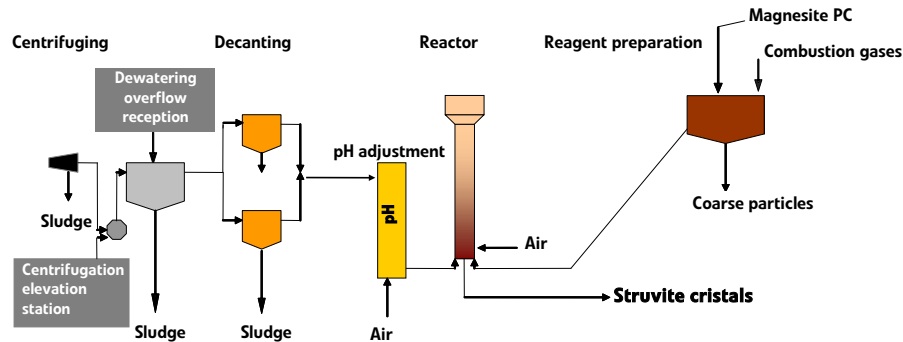 Magnesite PC
Centrifuging
Decanting
Reactor
Reagent preparation
Combustion gases
Dewatering
overflow
reception
pH adjustment
Sludge
pH
Coarse particles
Air
Centrifugation
elevation
station
Struvite cristals
Sludge
Sludge
Air